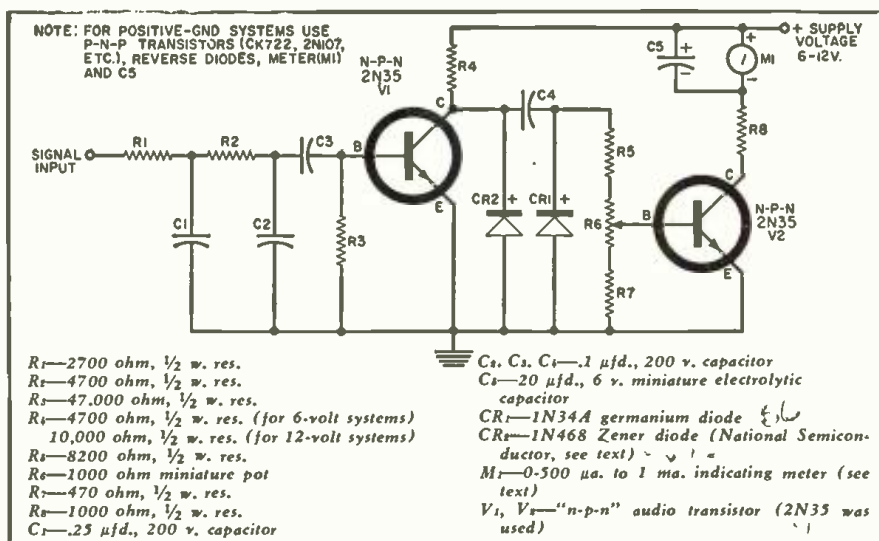 NOTE: FOR POSITIVE-GND SYSTEMS USE
P-N-P TRANSISTORS (CK722, 2N107,
ETC.), REVERSE DIODES, METER(M1)
AND C5
N-P-N
2N35
V1
R4
C5
+
−
+
M1
−
+ SUPPLY
VOLTAGE
6-12V.
C
C4
R8
SIGNAL
INPUT
R1
R2
C3
B
E
R5
C
N-P-N
2N35
V2
C1
C2
R3
CR2 +
CR1 +
R6
B
E
R7
R1—2700 ohm, ½ w. res.
R2—4700 ohm, ½ w. res.
R3—47,000 ohm, ½ w. res.
R4—4700 ohm, ½ w. res. (for 6-volt systems)
10,000 ohm, ½ w. res. (for 12-volt systems)
R5—8200 ohm, ½ w. res.
R6—1000 ohm miniature pot
R7—470 ohm, ½ w. res.
R8—1000 ohm, ½ w. res.
C1—.25 µfd., 200 v. capacitor
C2, C3, C4—.1 µfd., 200 v. capacitor
C5—20 µfd., 6 v. miniature electrolytic
capacitor
CR1—1N34A germanium diode
CR2—1N468 Zener diode (National Semicon-
ductor, see text)
M1—0-500 µa. to 1 ma. indicating meter (see
text)
V1, V2—"n-p-n" audio transistor (2N35 was
used)